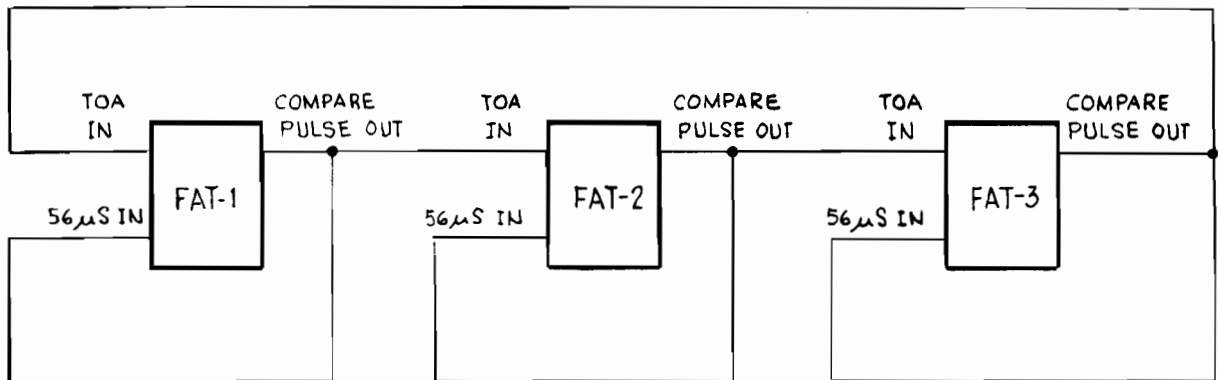 TOA
IN
COMPARE
PULSE OUT
FAT-1
56μS IN
TOA
IN
COMPARE
PULSE OUT
FAT-2
56μS IN
TOA
IN
COMPARE
PULSE OUT
FAT-3
56μS IN